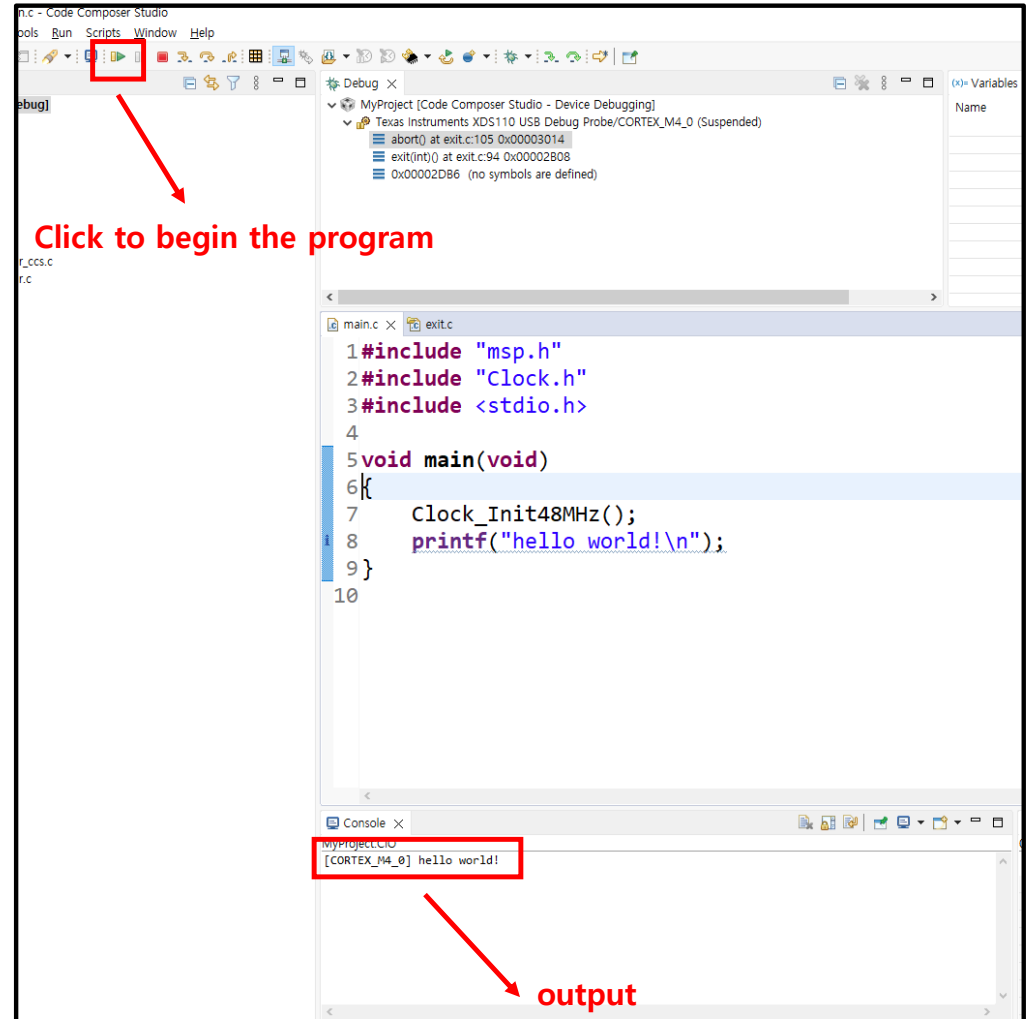 n.c - Code Composer Studio
ools Run Scripts Window Help
Debug
(x)= Variables
ebug]
MyProject [Code Composer Studio - Device Debugging]
Name
Texas Instruments XDS110 USB Debug Probe/CORTEX_M4_0 (Suspended)
abort() at exit.c:105 0x00003014
exit(int)() at exit.c:94 0x00002B08
0x00002DB6 (no symbols are defined)
Click to begin the program
r_ccs.c
r.c
main.c
exit.c
1 #include "msp.h"
2 #include "Clock.h"
3 #include <stdio.h>
4
5 void main(void)
6 {
7 Clock_Init48MHz();
8 printf("hello world!\n");
9 }
10
Console
MyProject:CIO
[CORTEX_M4_0] hello world!
output